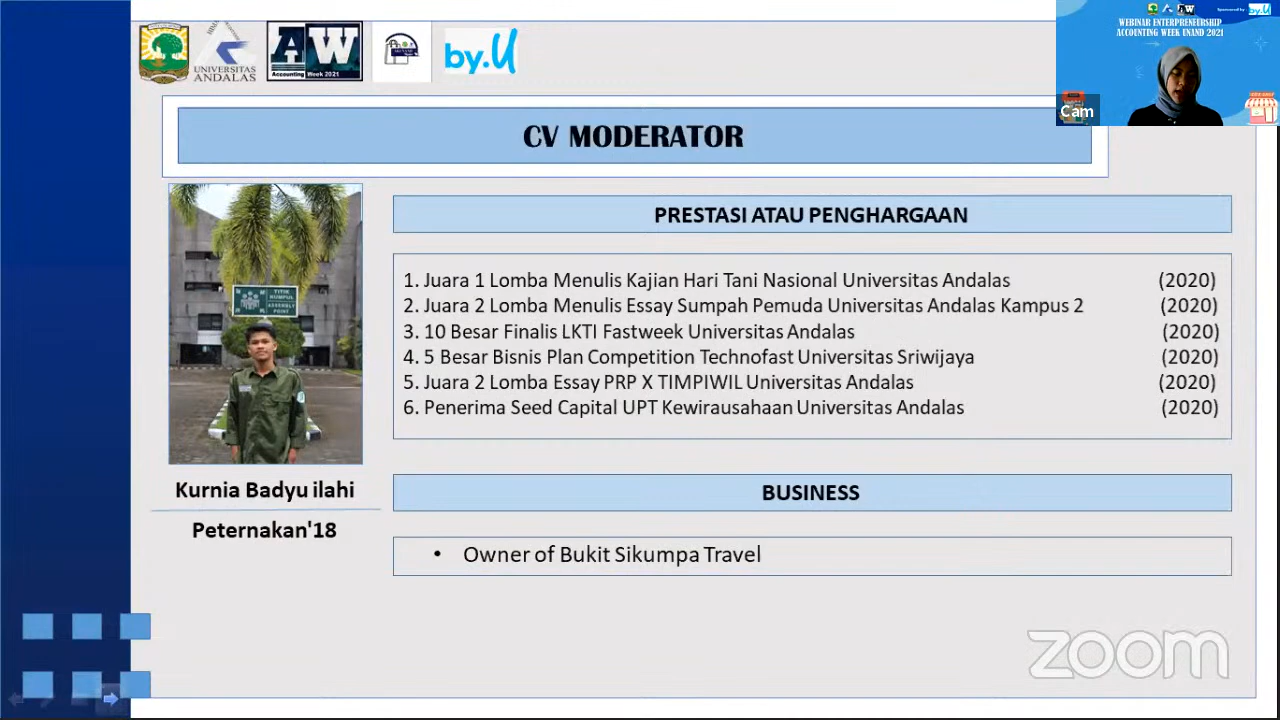 UNIVERSITAS
ANDALAS
AW
Accounting Week 2021
by.U
Sponsored by by.U
WEBINAR ENTERPRENEURSHIP
ACCOUNTING WEEK UNAND 2021
Cam
CV MODERATOR
TITIK
KUMPUL
ASSEMBLY
POINT
Kurnia Badyu ilahi
Peternakan'18
PRESTASI ATAU PENGHARGAAN
1. Juara 1 Lomba Menulis Kajian Hari Tani Nasional Universitas Andalas (2020)
2. Juara 2 Lomba Menulis Essay Sumpah Pemuda Universitas Andalas Kampus 2 (2020)
3. 10 Besar Finalis LKTI Fastweek Universitas Andalas (2020)
4. 5 Besar Bisnis Plan Competition Technofast Universitas Sriwijaya (2020)
5. Juara 2 Lomba Essay PRP X TIMPIWIL Universitas Andalas (2020)
6. Penerima Seed Capital UPT Kewirausahaan Universitas Andalas (2020)
BUSINESS
• Owner of Bukit Sikumpa Travel
zoom